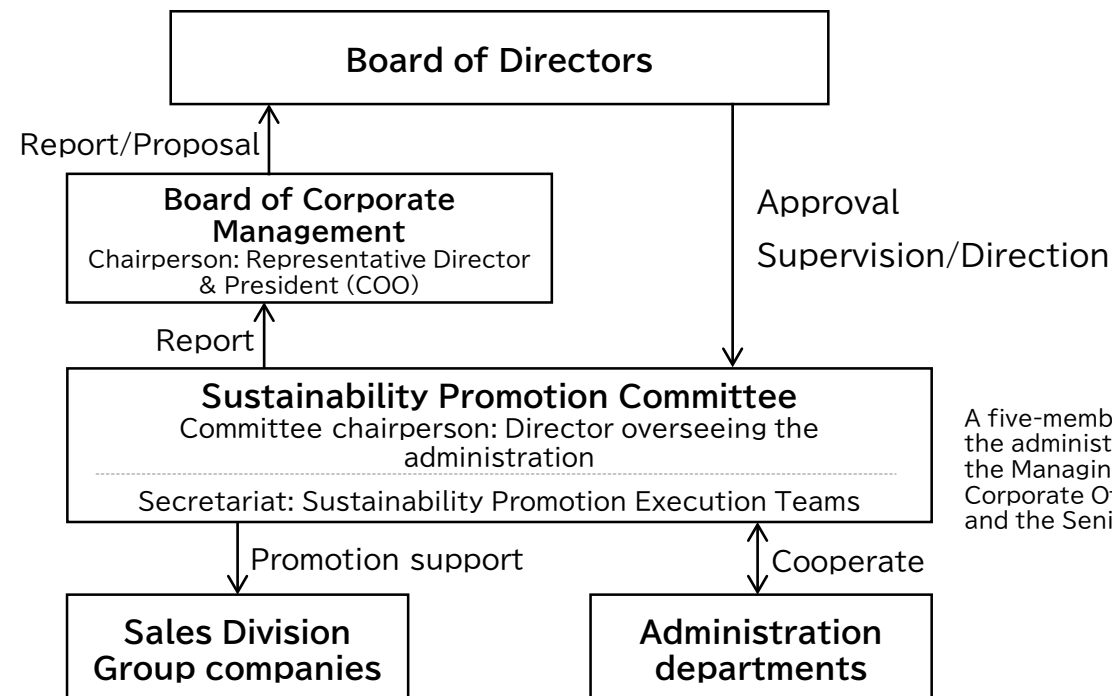 Board of Directors
Report/Proposal
Board of Corporate
Management
Chairperson: Representative Director
& President (COO)
Approval
Supervision/Direction
Report
Sustainability Promotion Committee
Committee chairperson: Director overseeing the
administration
Secretariat: Sustainability Promotion Execution Teams
A five-memb
the administ
the Managin
Corporate O
and the Seni
Promotion support
Cooperate
Sales Division
Group companies
Administration
departments